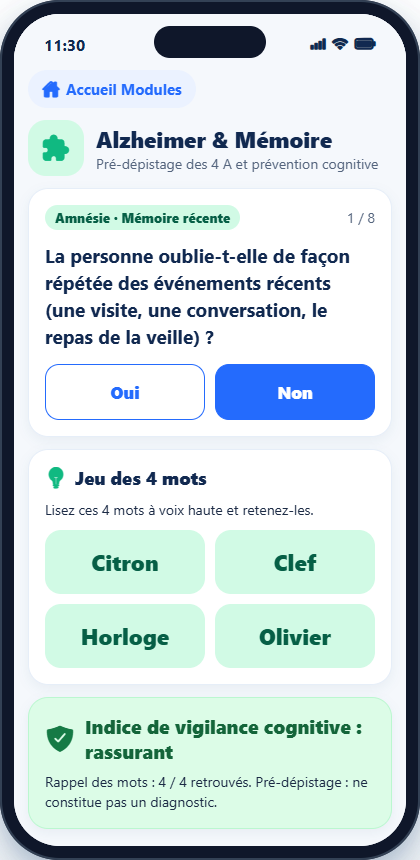 11:30
Accueil Modules
Alzheimer & Mémoire
Pré-dépistage des 4 A et prévention cognitive
Amnésie · Mémoire récente
1 / 8
La personne oublie-t-elle de façon
répétée des événements récents
(une visite, une conversation, le
repas de la veille) ?
Oui
Non
Jeu des 4 mots
Lisez ces 4 mots à voix haute et retenez-les.
Citron
Clef
Horloge
Olivier
Indice de vigilance cognitive :
rassurant
Rappel des mots : 4 / 4 retrouvés. Pré-dépistage : ne
constitue pas un diagnostic.